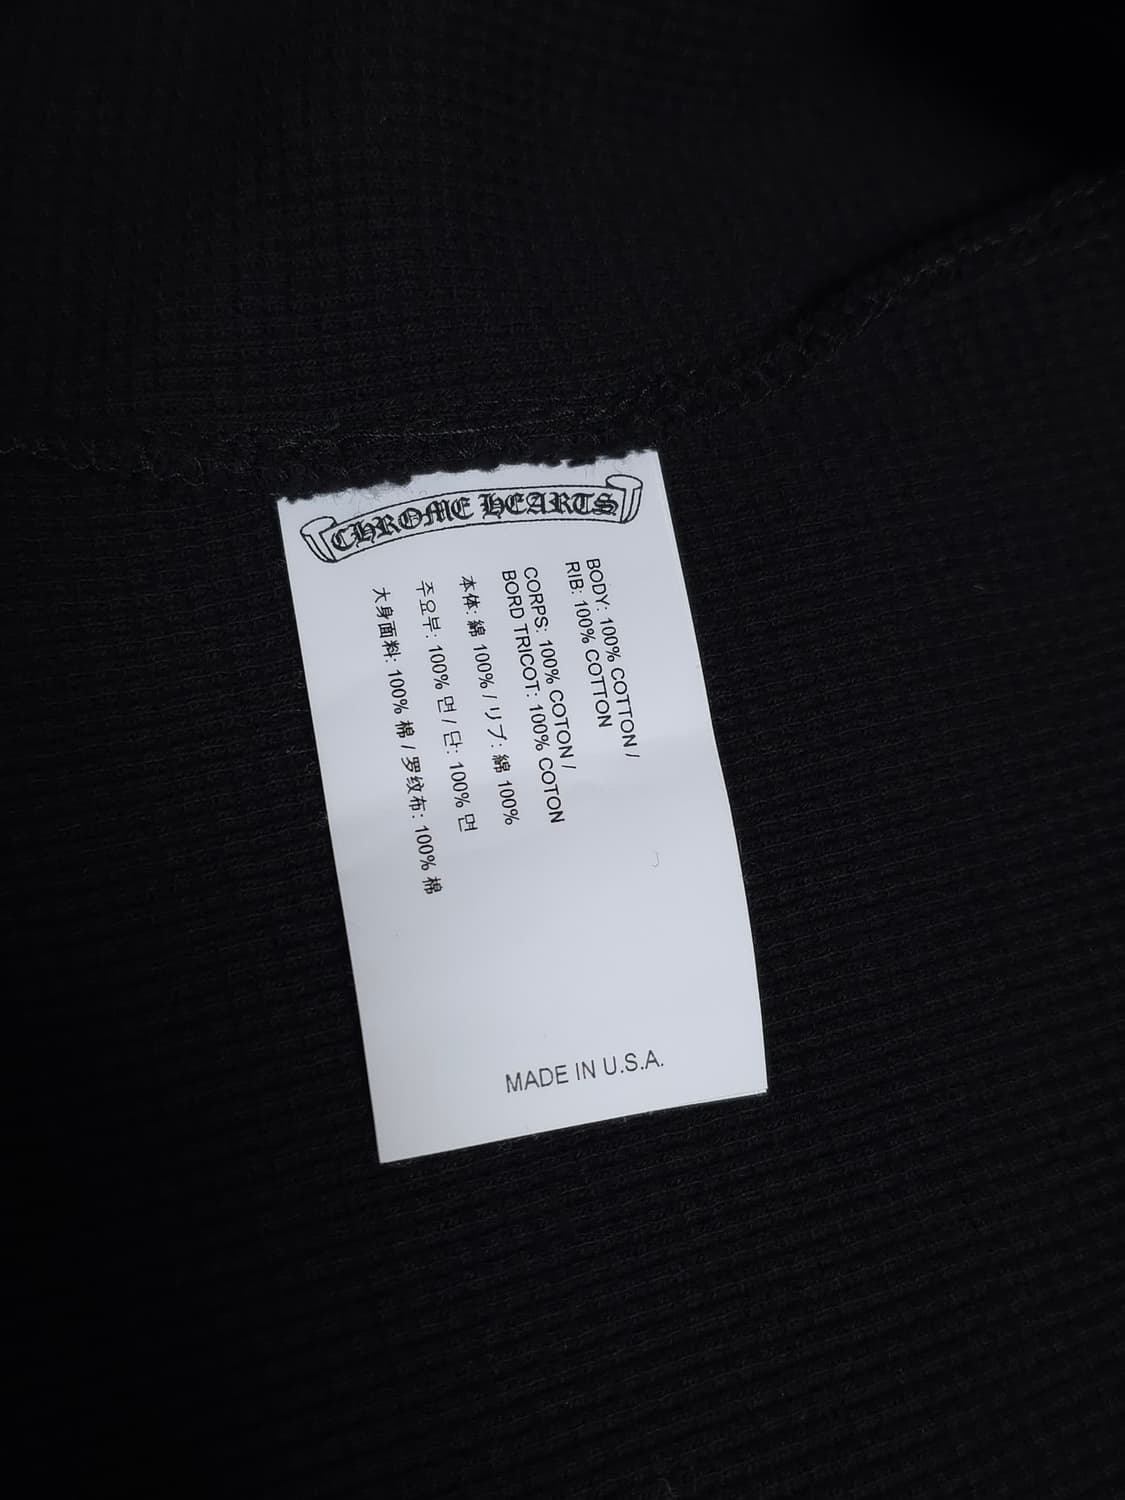 CHROME HEARTS
BODY: 100% COTTON /
RIB: 100% COTTON
CORPS: 100% COTON /
BORD TRICOT: 100% COTON
本体: 綿 100% / リブ: 綿 100%
주요부: 100% 면 / 단: 100% 면
大身面料: 100% 棉 / 罗纹布: 100% 棉
MADE IN U.S.A.